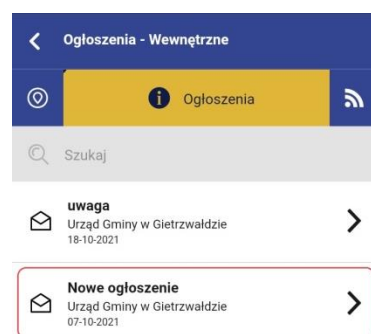 Ogłoszenia - Wewnętrzne
Ogłoszenia
Szukaj
uwaga
Urząd Gminy w Gietrzwałdzie
18-10-2021
Nowe ogłoszenie
Urząd Gminy w Gietrzwałdzie
07-10-2021